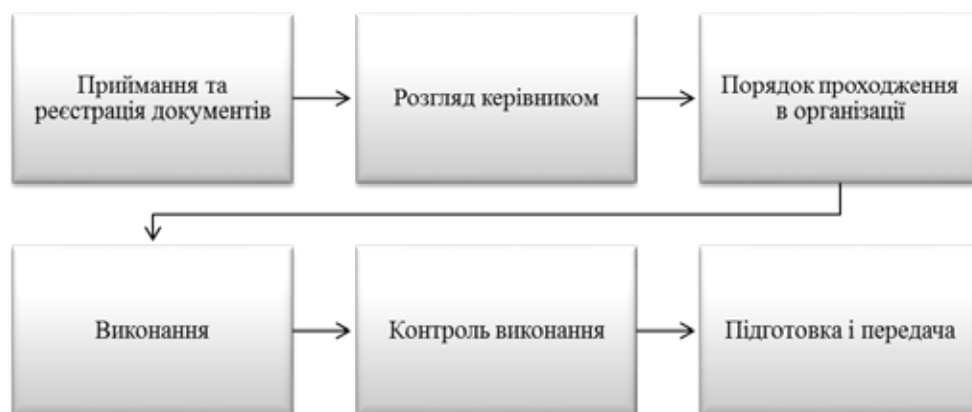 Приймання та
реєстрація документів
Розгляд керівником
Порядок проходження
в організації
Виконання
Контроль виконання
Підготовка і передача